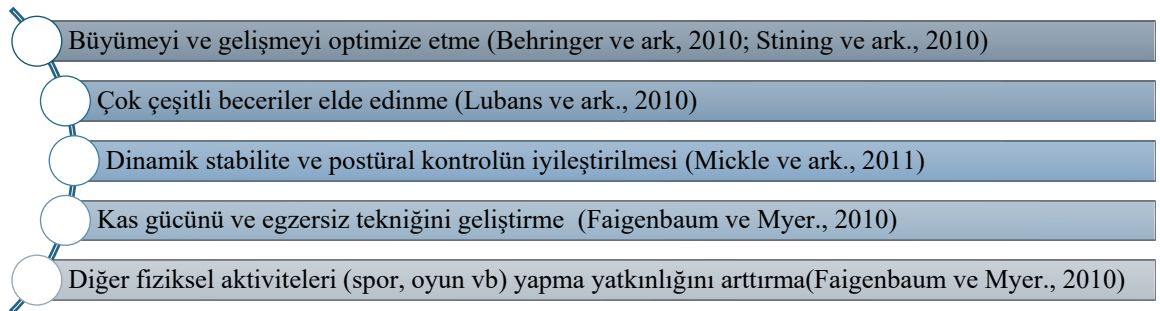 Büyümeyi ve gelişmeyi optimize etme (Behringer ve ark, 2010; Stining ve ark., 2010)
Çok çeşitli beceriler elde edinme (Lubans ve ark., 2010)
Dinamik stabilite ve postüral kontrolün iyileştirilmesi (Mickle ve ark., 2011)
Kas gücünü ve egzersiz tekniğini geliştirme (Faigenbaum ve Myer., 2010)
Diğer fiziksel aktiviteleri (spor, oyun vb) yapma yatkınlığını arttırma(Faigenbaum ve Myer., 2010)